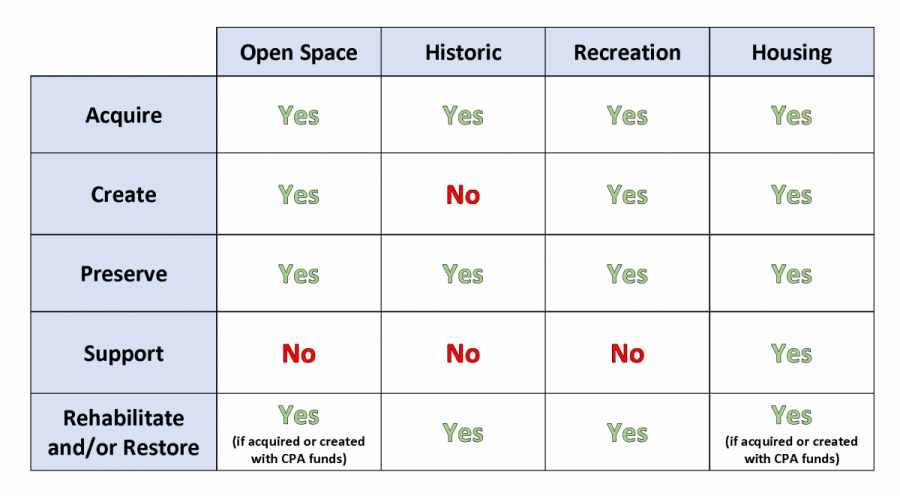 Open Space Historic Recreation Housing
Acquire Yes Yes Yes Yes
Create Yes No Yes Yes
Preserve Yes Yes Yes Yes
Support No No No Yes
Rehabilitate
and/or Restore
Yes
(if acquired or created
with CPA funds)
Yes
Yes
Yes
(if acquired or created
with CPA funds)